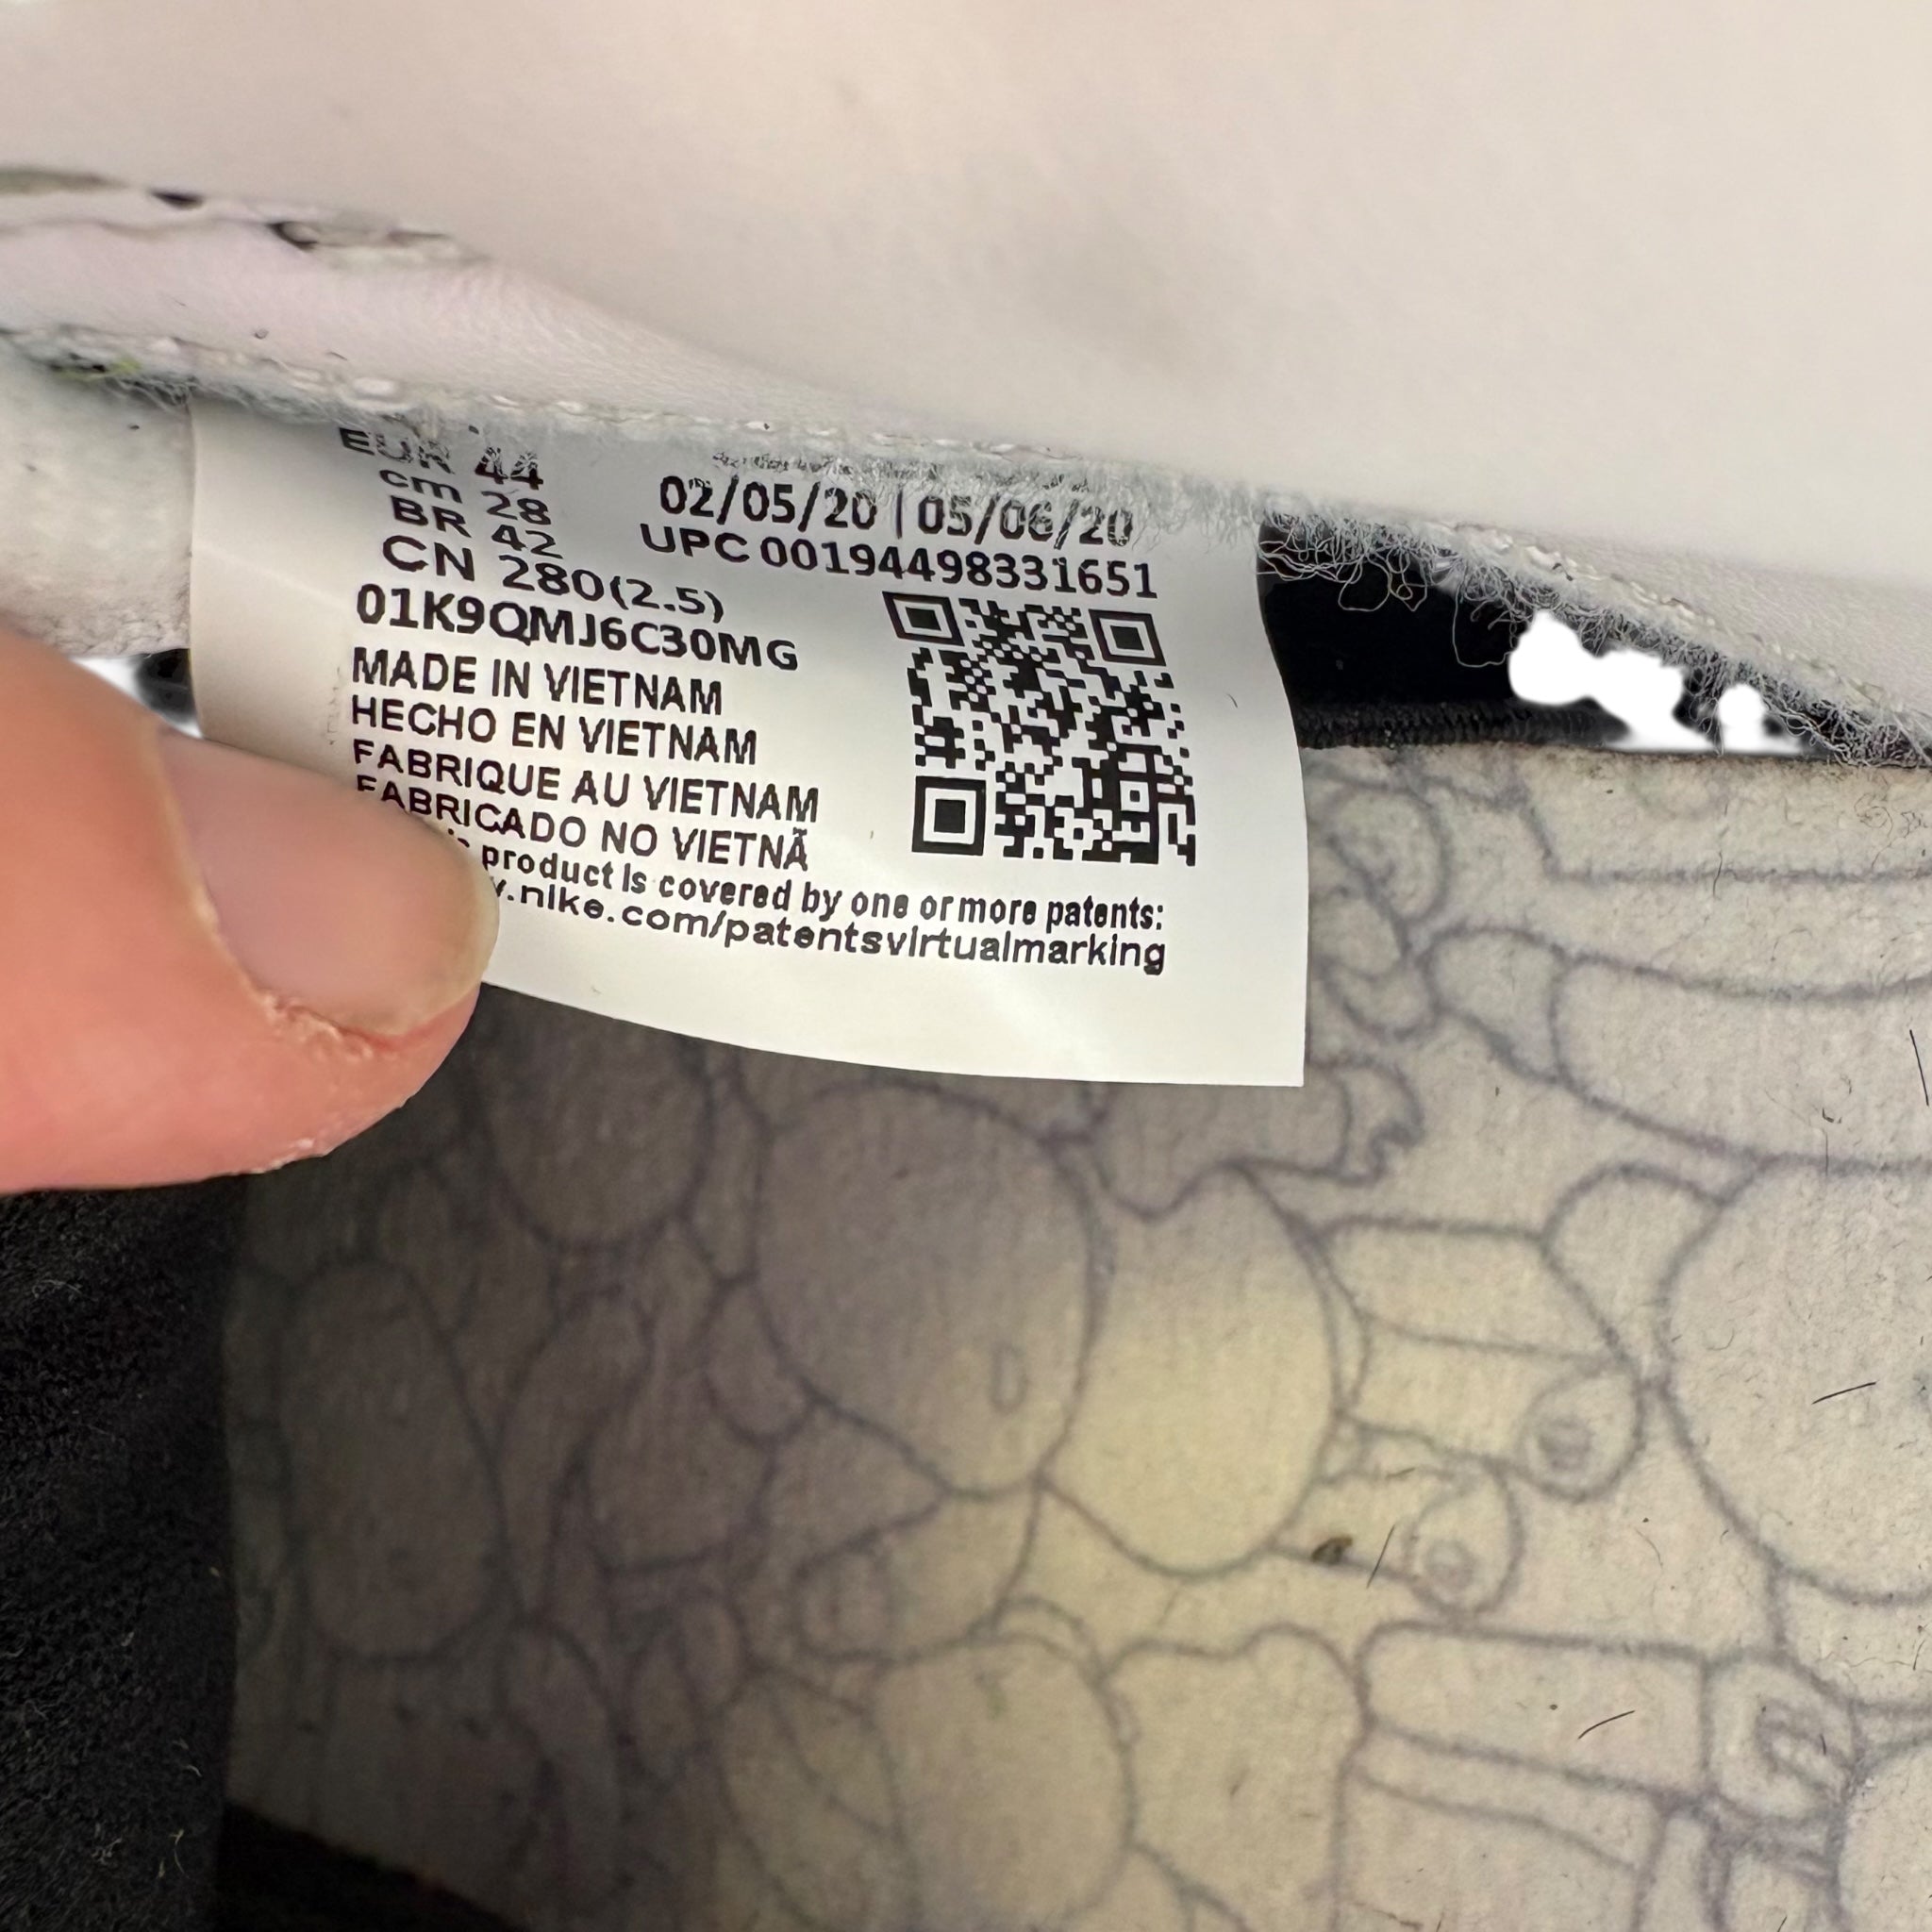 EUR 44
cm 28
BR 42
CN 280(2.5)
02/05/20 | 05/06/20
UPC 00194498331651
01K9QMJ6C30MG
MADE IN VIETNAM
HECHO EN VIETNAM
FABRIQUE AU VIETNAM
FABRICADO NO VIETNÃ
product is covered by one or more patents:
.nike.com/patentsvirtualmarking